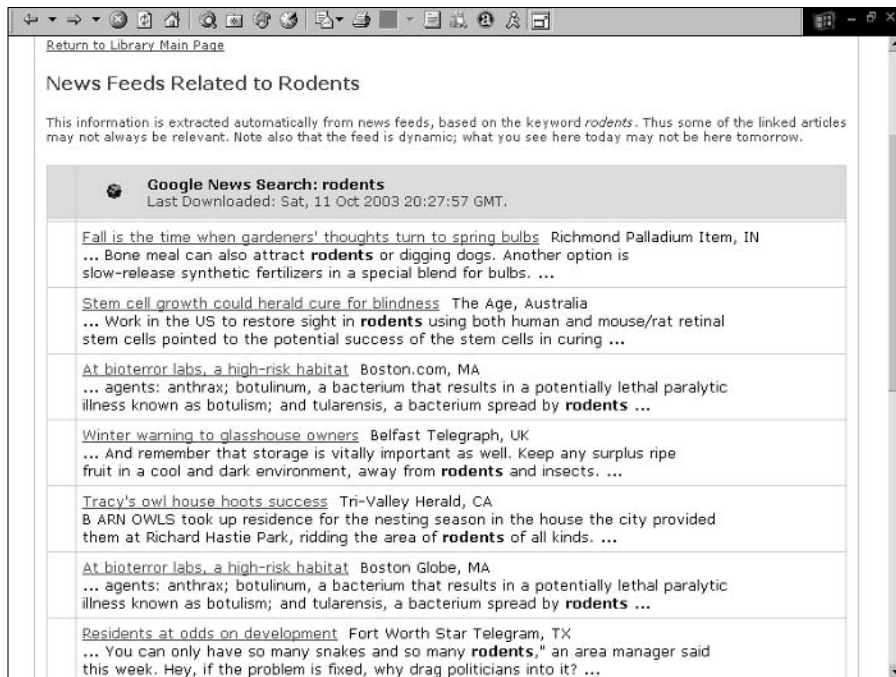 Return to Library Main Page
News Feeds Related to Rodents
This information is extracted automatically from news feeds, based on the keyword rodents. Thus some of the linked articles
may not always be relevant. Note also that the feed is dynamic; what you see here today may not be here tomorrow.
Google News Search: rodents
Last Downloaded: Sat, 11 Oct 2003 20:27:57 GMT.
Fall is the time when gardeners' thoughts turn to spring bulbs Richmond Palladium Item, IN
... Bone meal can also attract rodents or digging dogs. Another option is
slow-release synthetic fertilizers in a special blend for bulbs. ...
Stem cell growth could herald cure for blindness The Age, Australia
... Work in the US to restore sight in rodents using both human and mouse/rat retinal
stem cells pointed to the potential success of the stem cells in curing ...
At bioterror labs, a high-risk habitat Boston.com, MA
... agents: anthrax; botulinum, a bacterium that results in a potentially lethal paralytic
illness known as botulism; and tularensis, a bacterium spread by rodents ...
Winter warning to glasshouse owners Belfast Telegraph, UK
... And remember that storage is vitally important as well. Keep any surplus ripe
fruit in a cool and dark environment, away from rodents and insects. ...
Tracy's owl house hoots success Tri-Valley Herald, CA
B ARN OWLS took up residence for the nesting season in the house the city provided
them at Richard Hastie Park, ridding the area of rodents of all kinds. ...
At bioterror labs, a high-risk habitat Boston Globe, MA
... agents: anthrax; botulinum, a bacterium that results in a potentially lethal paralytic
illness known as botulism; and tularensis, a bacterium spread by rodents ...
Residents at odds on development Fort Worth Star Telegram, TX
... You can only have so many snakes and so many rodents," an area manager said
this week. Hey, if the problem is fixed, why drag politicians into it? ...